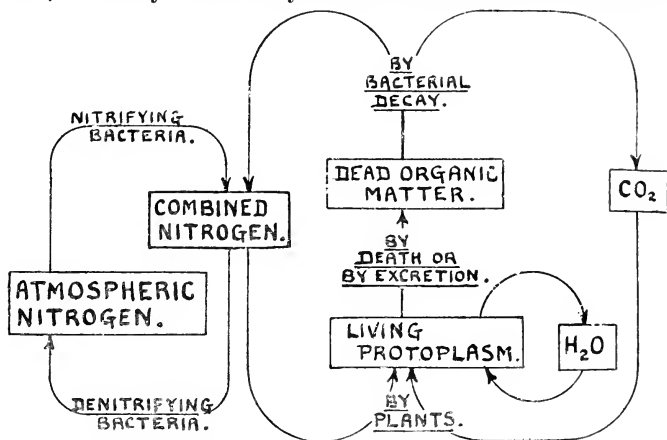 BY
BACTERIAL
DECAY.
NITRIFYING
BACTERIA.
DEAD ORGANIC
MATTER.
CO₂
COMBINED
NITROGEN.
BY
DEATH OR
BY EXCRETION.
ATMOSPHERIC
NITROGEN.
LIVING
PROTOPLASM.
H₂O
DENITRIFYING
BACTERIA.
BY
PLANTS.